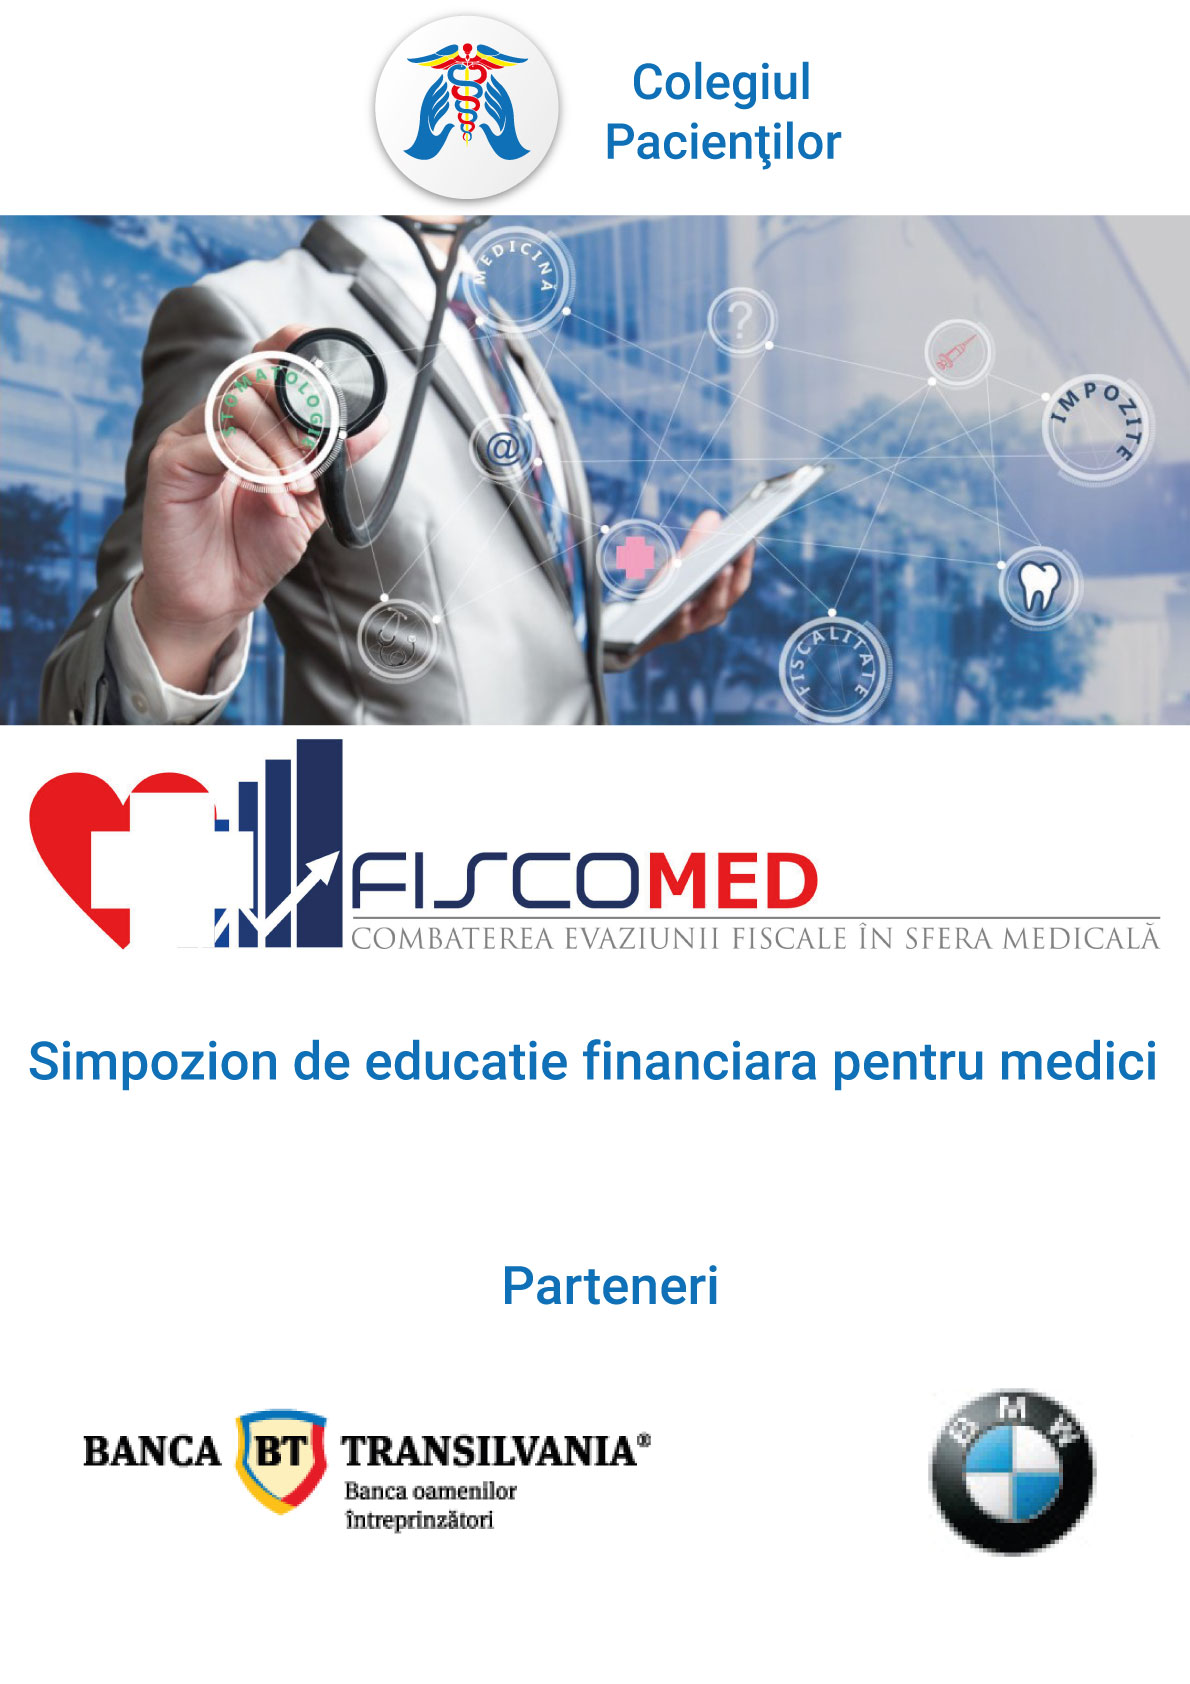 Colegiul
Pacienţilor
MEDICINĂ
?
STOMATOLOGIE
@
IMPOZITE
FISCALITATE
FISCOMED
COMBATEREA EVAZIUNII FISCALE ÎN SFERA MEDICALĂ
Simpozion de educatie financiara pentru medici
Parteneri
BANCA BT TRANSILVANIA®
Banca oamenilor
întreprinzători
BMW